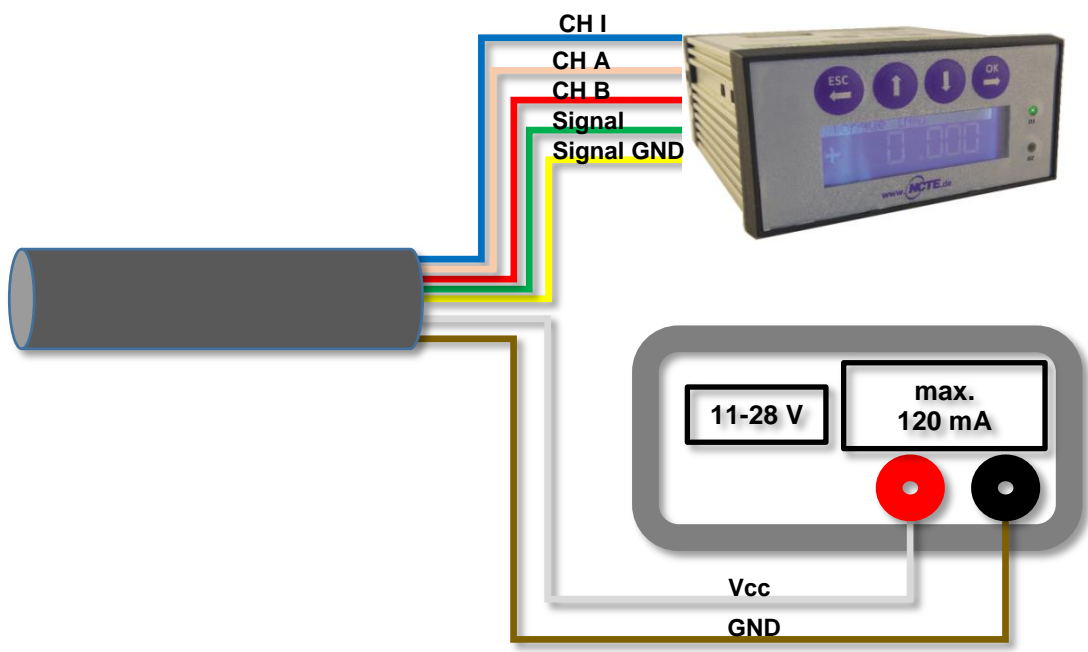 CH I
CH A
CH B
Signal
Signal GND
ESC
OK
0.000
www.NCTE.de
11-28 V
max.
120 mA
Vcc
GND